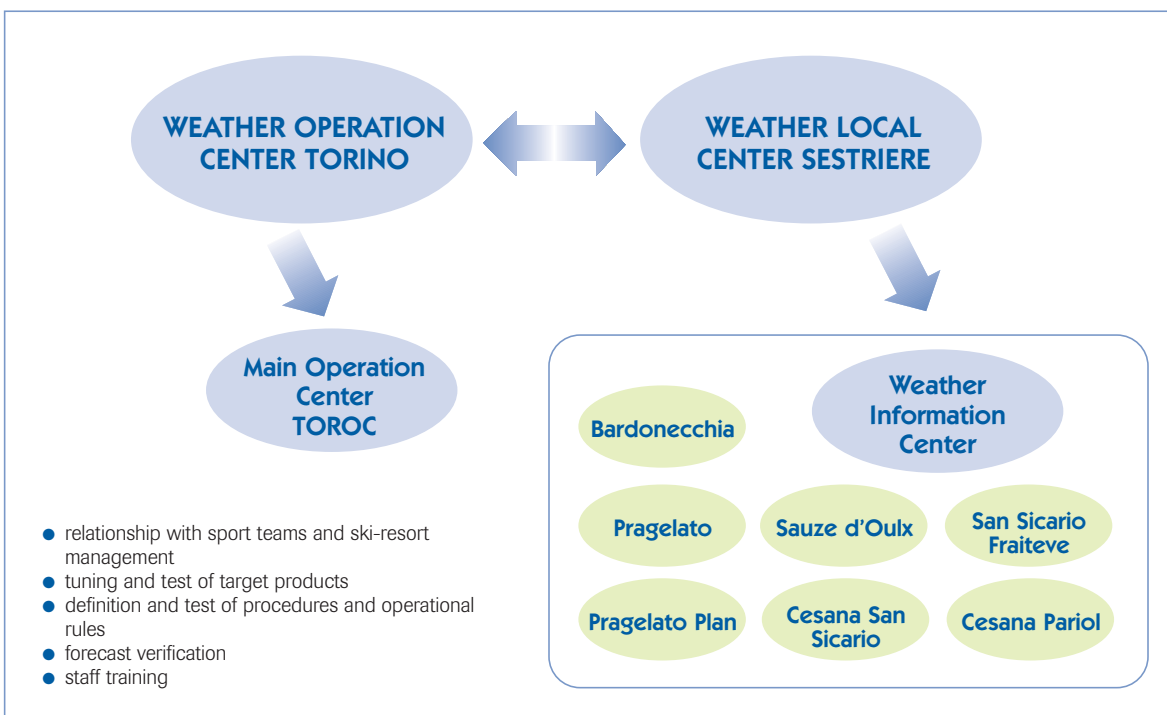 WEATHER OPERATION
CENTER TORINO
WEATHER LOCAL
CENTER SESTRIERE
Main Operation
Center
TOROC
Weather
Information
Center
Bardonecchia
Pragelato
Sauze d'Oulx
San Sicario
Fraiteve
Pragelato Plan
Cesana San
Sicario
Cesana Pariol
● relationship with sport teams and ski-resort
management
● tuning and test of target products
● definition and test of procedures and operational
rules
● forecast verification
● staff training